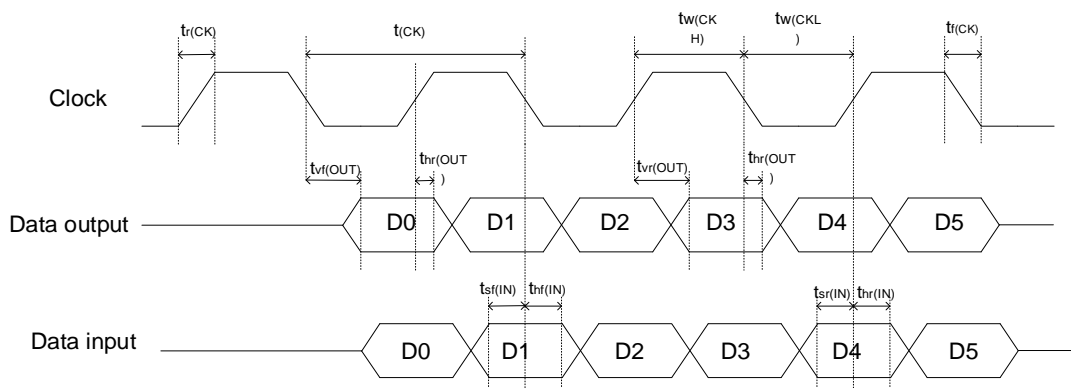 tr(CK)
t(CK)
tw(CK
H)
tw(CKL
)
tf(CK)
Clock
tvf(OUT)
thr(OUT
)
tvr(OUT)
thr(OUT
)
Data output
D0
D1
D2
D3
D4
D5
tsf(IN)
thf(IN)
tsr(IN)
thr(IN)
Data input
D0
D1
D2
D3
D4
D5